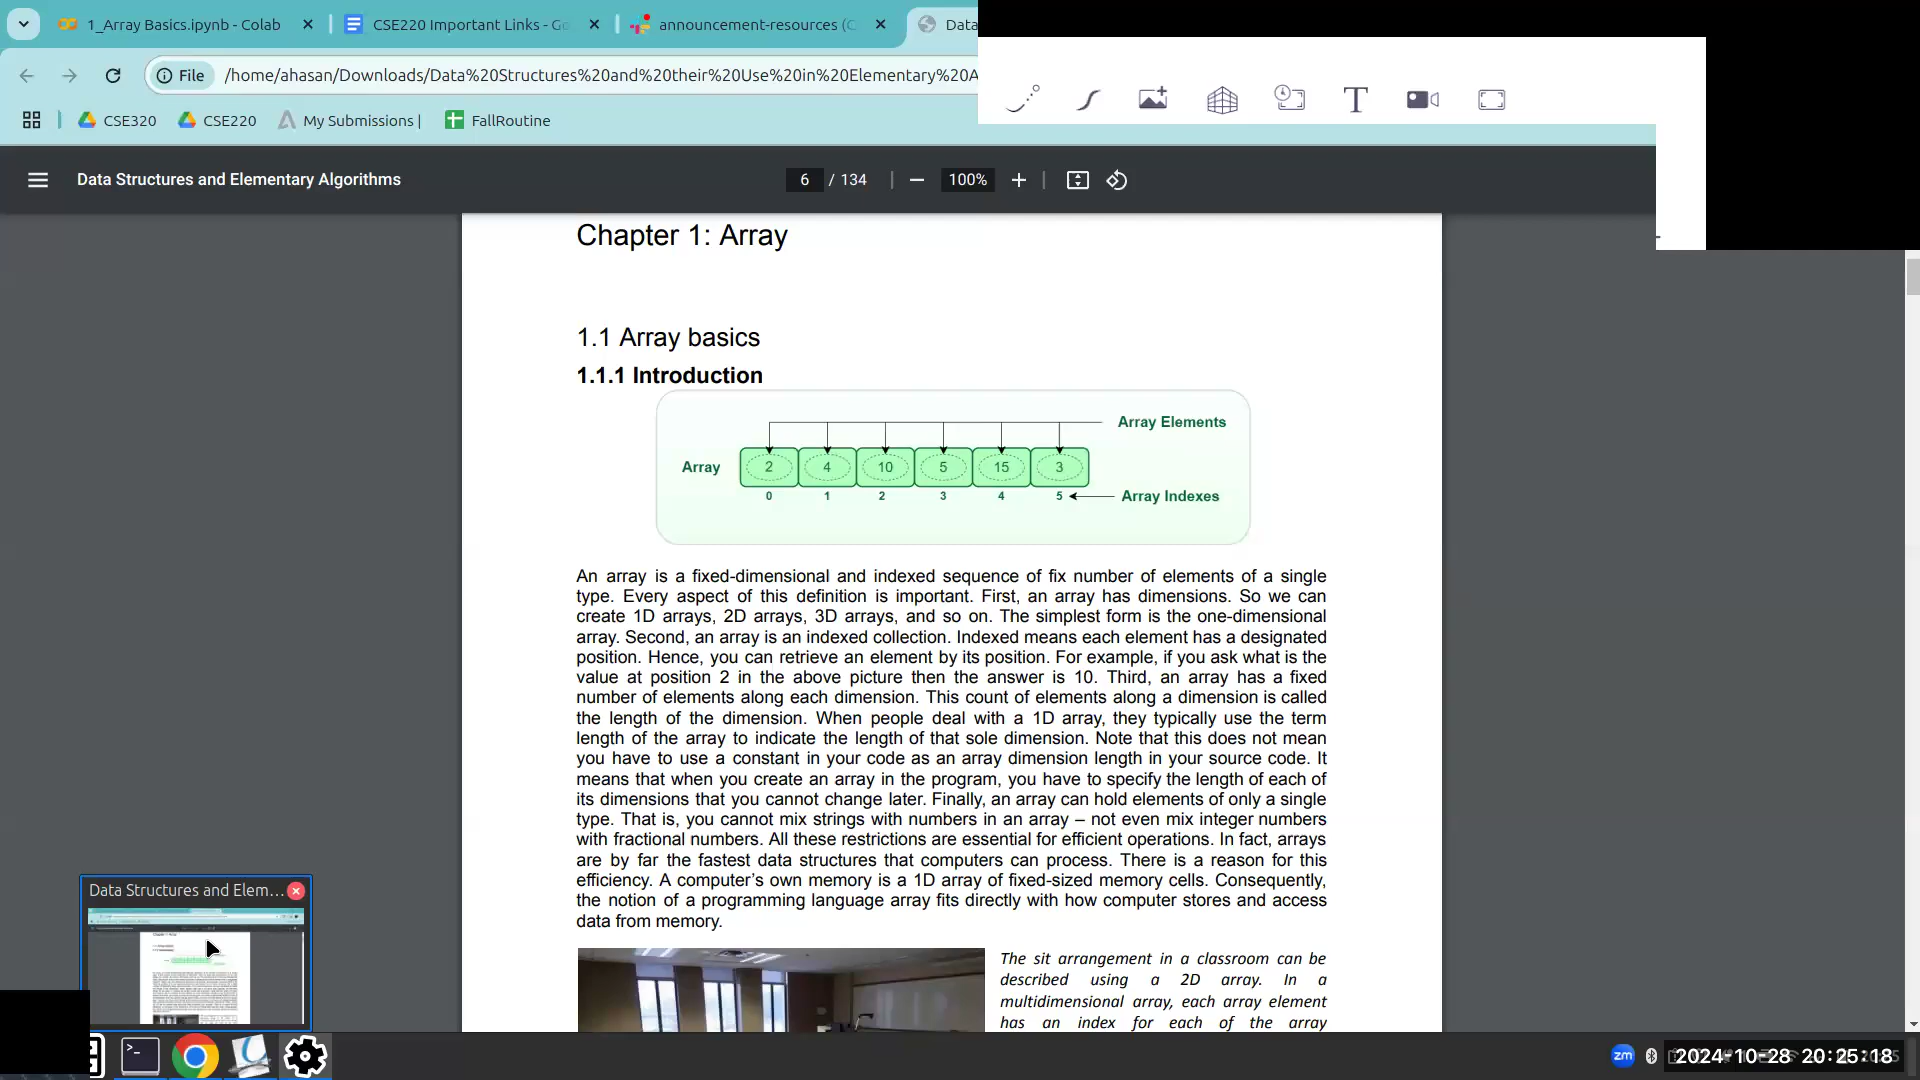 1_Array Basics.ipynb - Colab
CSE220 Important Links - Go
announcement-resources (C
Data
File
/home/ahasan/Downloads/Data%20Structures%20and%20their%20Use%20in%20Elementary%20A
CSE320
CSE220
My Submissions |
FallRoutine
Data Structures and Elementary Algorithms
6 / 134
100%
Chapter 1: Array
1.1 Array basics
1.1.1 Introduction
Array Elements
Array
2 4 10 5 15 3
0 1 2 3 4 5
Array Indexes
An array is a fixed-dimensional and indexed sequence of fix number of elements of a single
type. Every aspect of this definition is important. First, an array has dimensions. So we can
create 1D arrays, 2D arrays, 3D arrays, and so on. The simplest form is the one-dimensional
array. Second, an array is an indexed collection. Indexed means each element has a designated
position. Hence, you can retrieve an element by its position. For example, if you ask what is the
value at position 2 in the above picture then the answer is 10. Third, an array has a fixed
number of elements along each dimension. This count of elements along a dimension is called
the length of the dimension. When people deal with a 1D array, they typically use the term
length of the array to indicate the length of that sole dimension. Note that this does not mean
you have to use a constant in your code as an array dimension length in your source code. It
means that when you create an array in the program, you have to specify the length of each of
its dimensions that you cannot change later. Finally, an array can hold elements of only a single
type. That is, you cannot mix strings with numbers in an array – not even mix integer numbers
with fractional numbers. All these restrictions are essential for efficient operations. In fact, arrays
are by far the fastest data structures that computers can process. There is a reason for this
efficiency. A computer's own memory is a 1D array of fixed-sized memory cells. Consequently,
the notion of a programming language array fits directly with how computer stores and access
data from memory.
The sit arrangement in a classroom can be
described using a 2D array. In a
multidimensional array, each array element
has an index for each of the array
Data Structures and Elem...
zm
2024-10-28 20:25:18